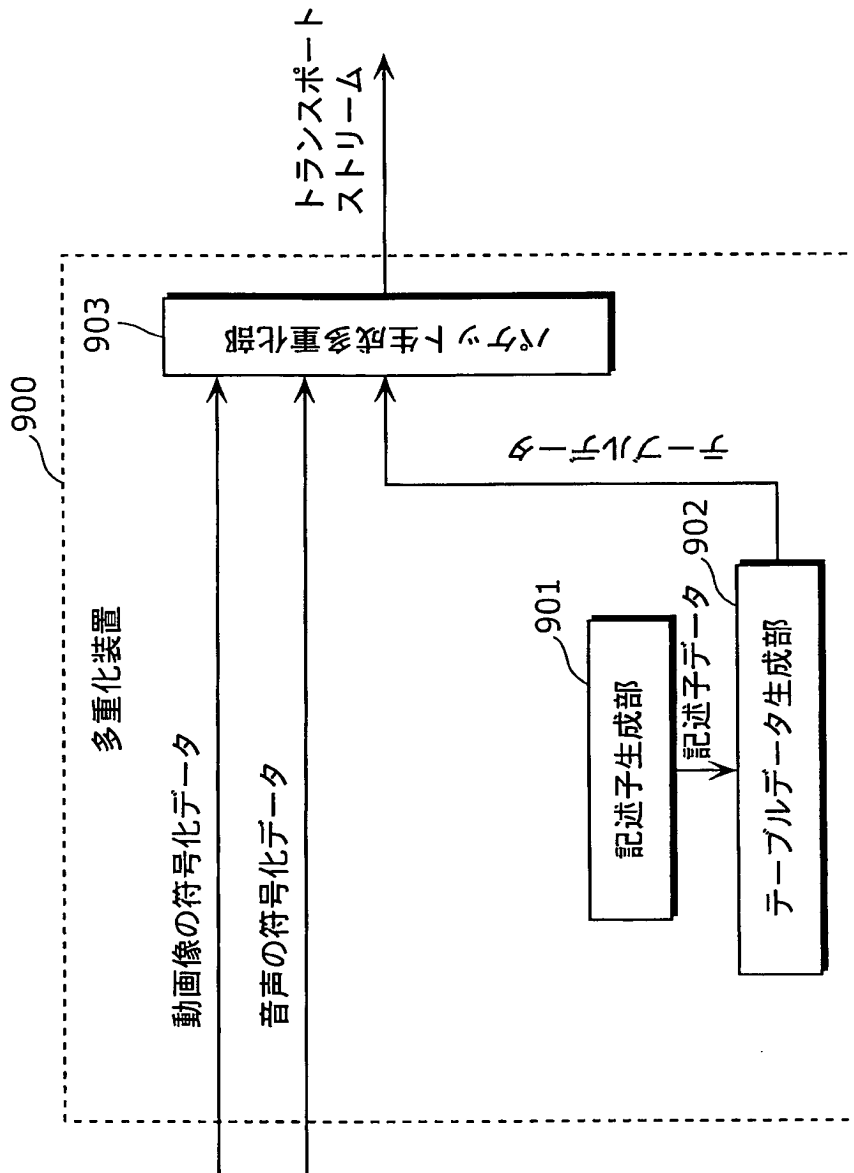 900
多重化装置
動画像の符号化データ
音声の符号化データ
903
パケット生成多重化部
トランスポート
ストリーム
テーブルデータ
901
記述子生成部
記述子データ
902
テーブルデータ生成部